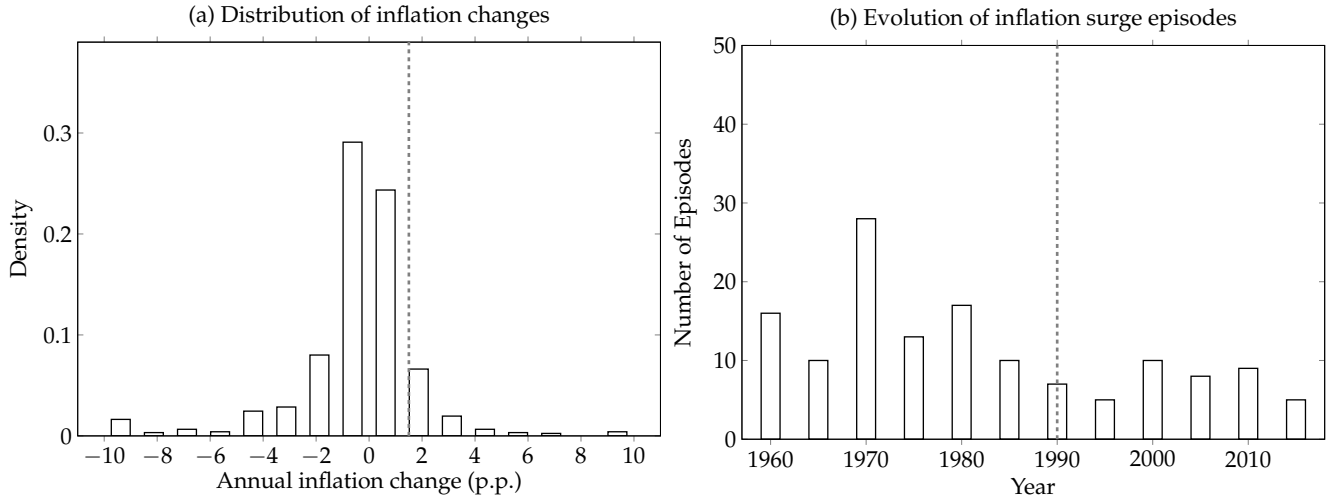 (a) Distribution of inflation changes
0.3
0.2
0.1
0
Density
−10 −8 −6 −4 −2 0 2 4 6 8 10
Annual inflation change (p.p.)
(b) Evolution of inflation surge episodes
50
40
30
20
10
0
Number of Episodes
1960 1970 1980 1990 2000 2010
Year